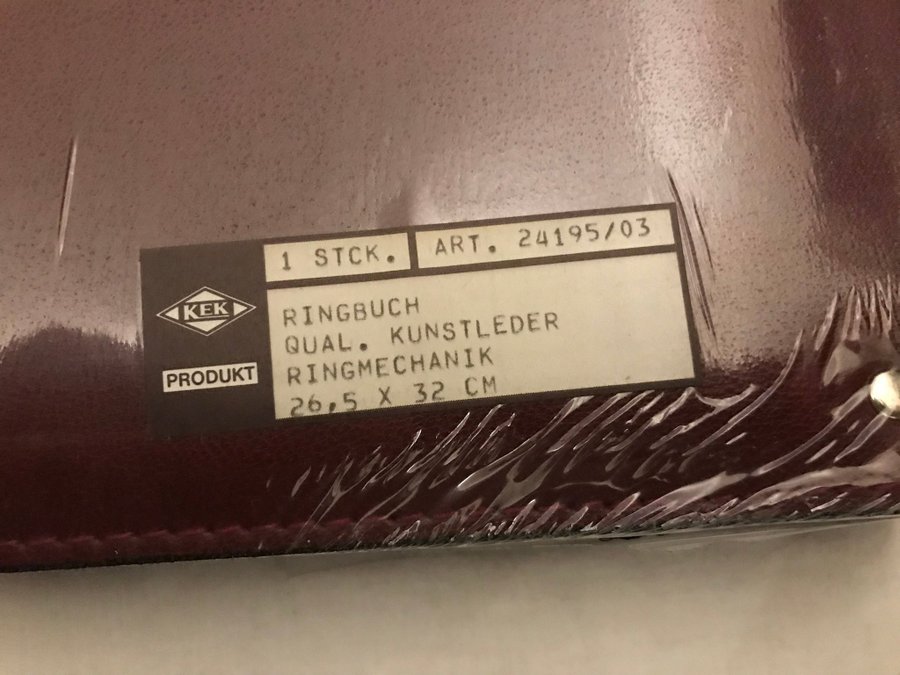 1 STCK.
ART. 24195/03
KEK
PRODUKT
RINGBUCH
QUAL. KUNSTLEDER
RINGMECHANIK
26,5 X 32 CM